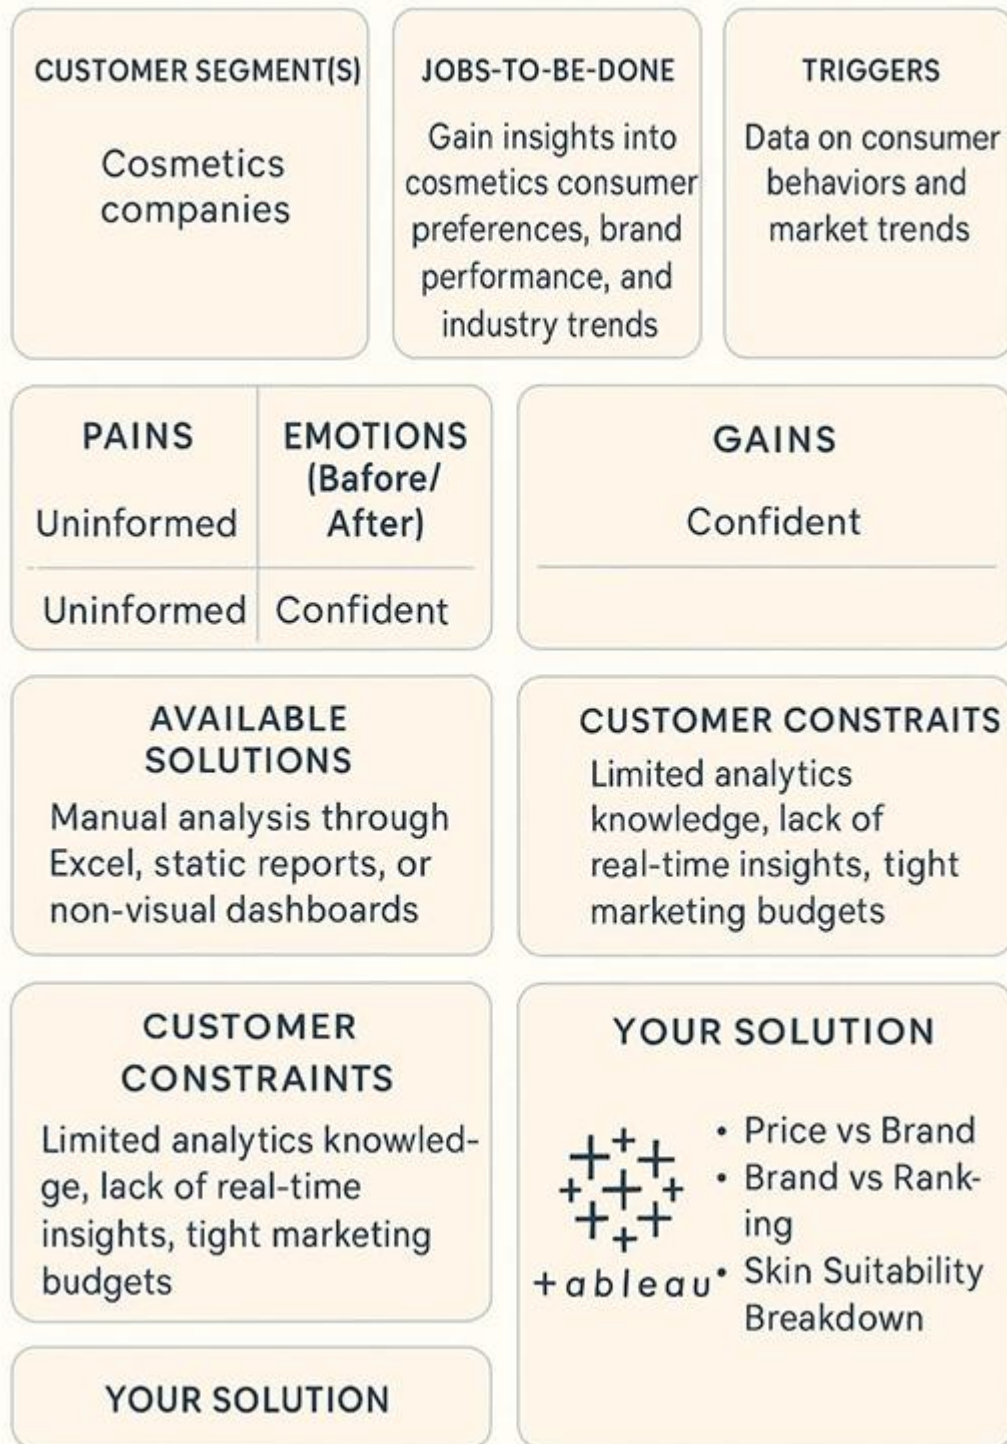 CUSTOMER SEGMENT(S)
Cosmetics
companies
JOBS-TO-BE-DONE
Gain insights into
cosmetics consumer
preferences, brand
performance, and
industry trends
TRIGGERS
Data on consumer
behaviors and
market trends
PAINS
Uninformed
EMOTIONS
(Bafore/
After)
Uninformed
Confident
GAINS
Confident
AVAILABLE
SOLUTIONS
Manual analysis through
Excel, static reports, or
non-visual dashboards
CUSTOMER CONSTRAITS
Limited analytics
knowledge, lack of
real-time insights, tight
marketing budgets
CUSTOMER
CONSTRAINTS
Limited analytics knowled-
ge, lack of real-time
insights, tight marketing
budgets
YOUR SOLUTION
+ableau
• Price vs Brand
• Brand vs Rank-
ing
• Skin Suitability
Breakdown
YOUR SOLUTION